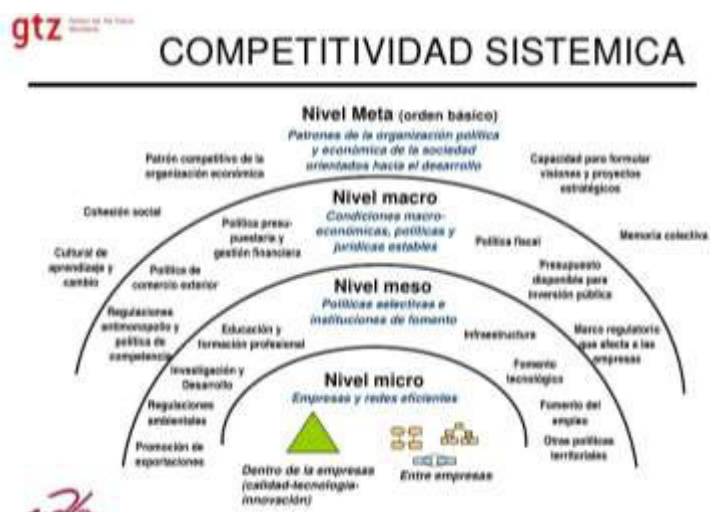 gtz
COMPETITIVIDAD SISTEMICA
Nivel Meta (orden básico)
Patrones de la organización política
y económica de la sociedad
orientados hacia el desarrollo
Patrón competitivo de la
organización económica
Capacidad para formular
visiones y proyectos
estratégicos
Cohesión social
Memoria colectiva
Cultural de
aprendizaje y
cambio
Nivel macro
Condiciones macro-
económicas, políticas y
jurídicas estables
Política presu-
puestaria y
gestión financiera
Política fiscal
Política de
comercio exterior
Presupuesto
disponible para
inversión pública
Regulaciones
antimonopolio y
política de
competencia
Marco regulatorio
que afecta a las
empresas
Nivel meso
Políticas selectivas e
instituciones de fomento
Educación y
formación profesional
Infraestructura
Investigación y
Desarrollo
Fomento
tecnológico
Regulaciones
ambientales
Fomento del
empleo
Promoción de
exportaciones
Otras políticas
territoriales
Nivel micro
Empresas y redes eficientes
Dentro de la empresa
(calidad-tecnología-
innovación)
Entre empresas